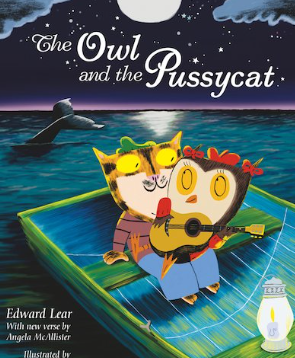 The Owl
and the Pussycat
Edward Lear
With new verse by
Angela McAllister
Illustrated by